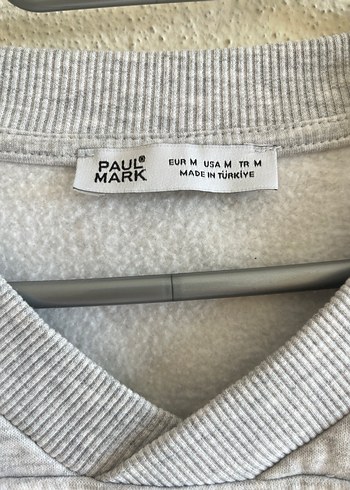 PAUL®
MARK
EUR M USA M TR M
MADE IN TÜRKİYE